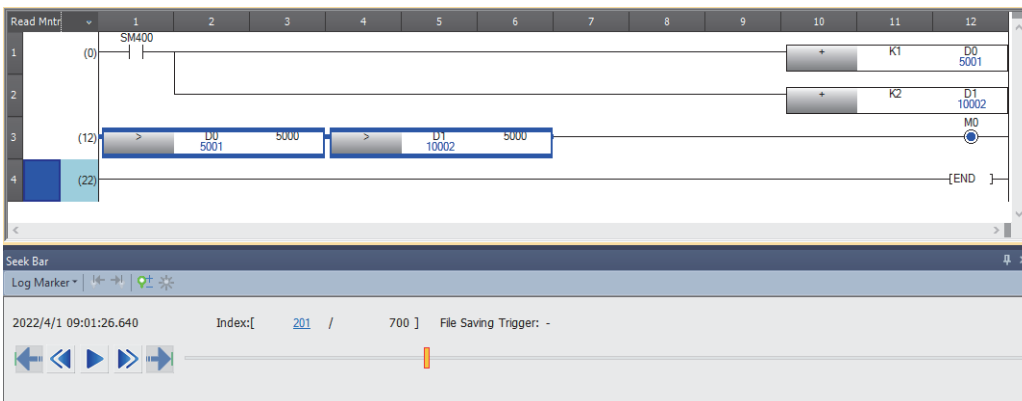 Read Mntr 1 2 3 4 5 6 7 8 9 10 11 12
SM400
1 (0) + K1 D0
5001
2 + K2 D1
10002
M0
3 (12) > D0 5000 > D1 5000
5001 10002
4 (22) [END ]
Seek Bar
Log Marker
2022/4/1 09:01:26.640 Index:[ 201 / 700 ] File Saving Trigger: -